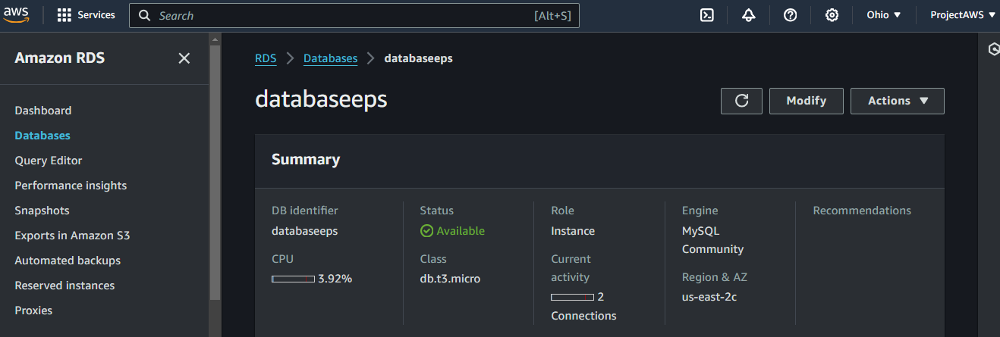 aws
Services
Search
[Alt+S]
Ohio
ProjectAWS
Amazon RDS
Dashboard
Databases
Query Editor
Performance insights
Snapshots
Exports in Amazon S3
Automated backups
Reserved instances
Proxies
RDS
Databases
databaseeps
databaseeps
Modify
Actions
Summary
DB identifier
databaseeps
CPU
3.92%
Status
Available
Class
db.t3.micro
Role
Instance
Current
activity
2
Connections
Engine
MySQL
Community
Region & AZ
us-east-2c
Recommendations